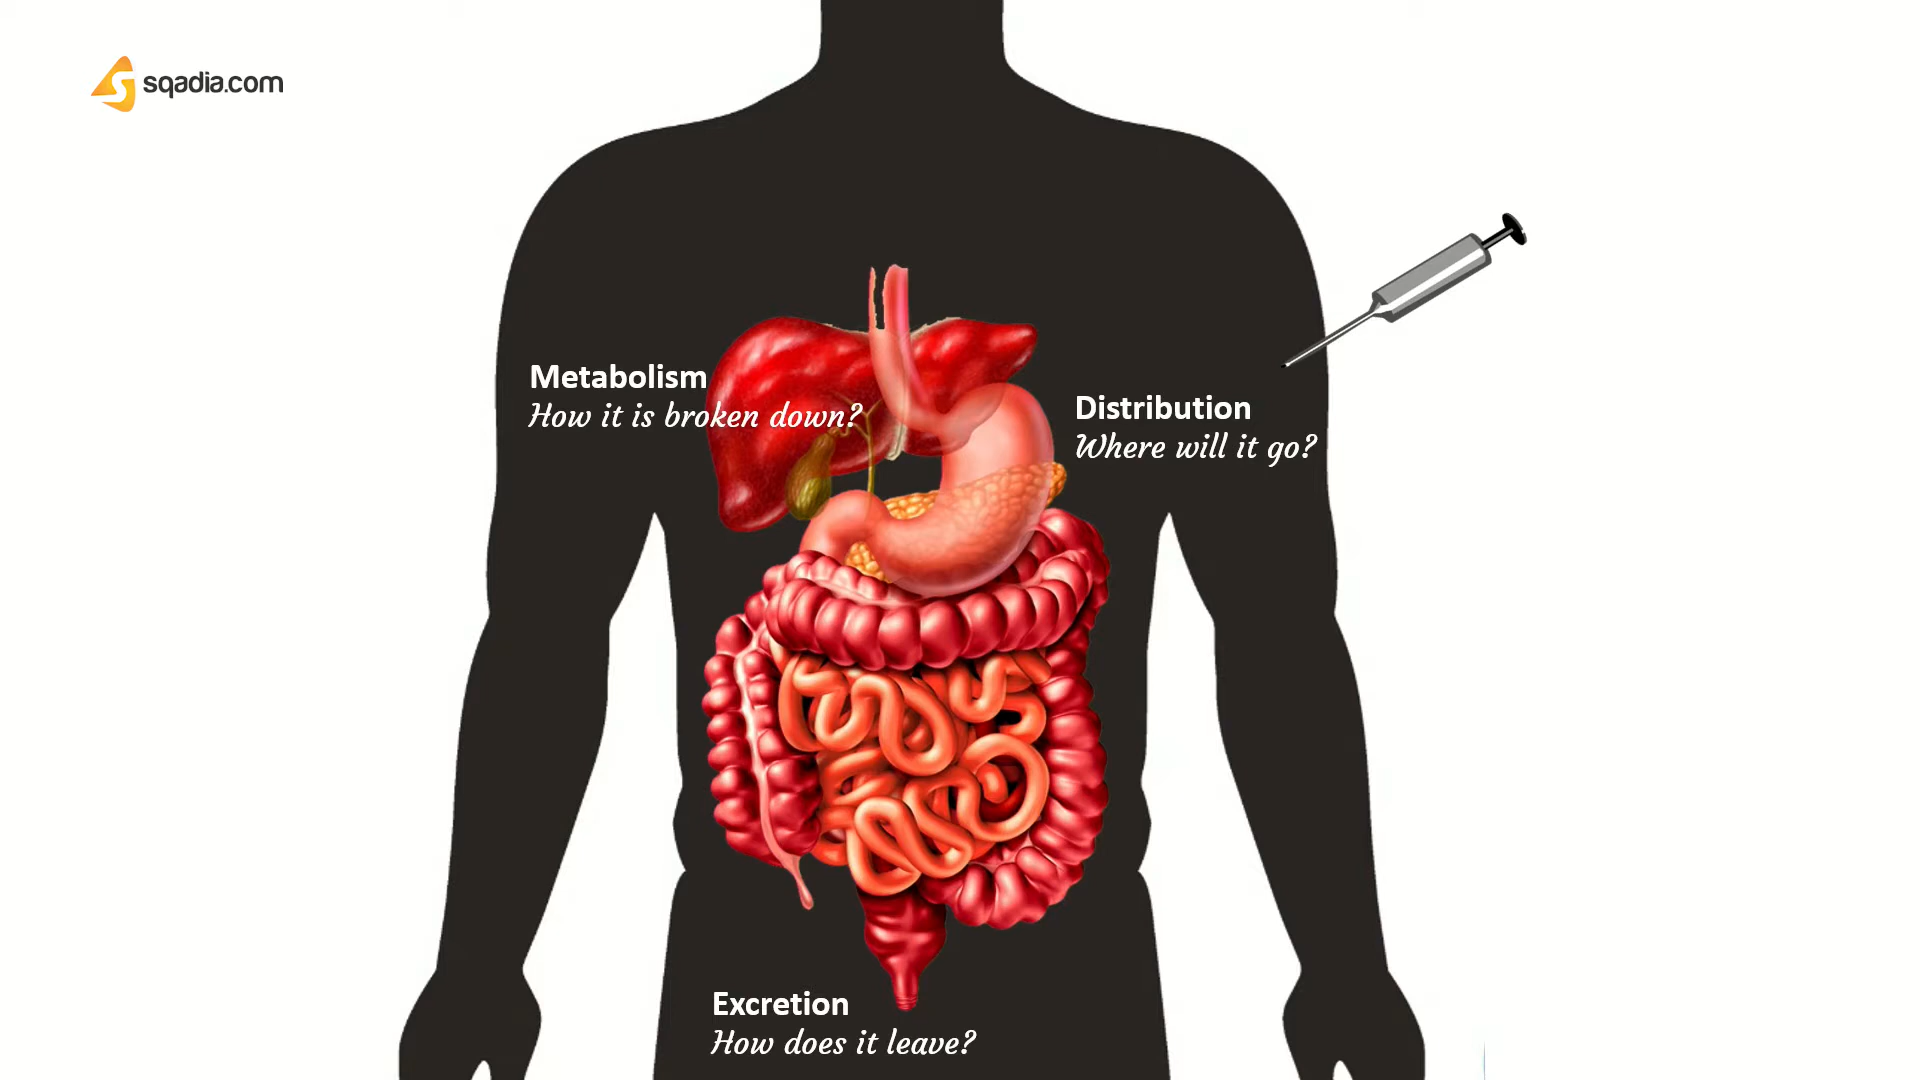 sqadia.com
Metabolism
How it is broken down?
Distribution
Where will it go?
Excretion
How does it leave?